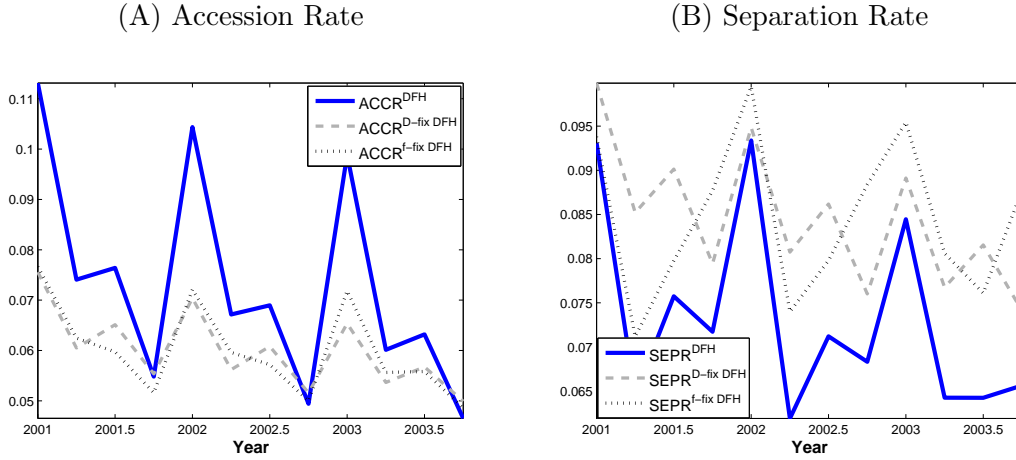 (A) Accession Rate
0.11
0.1
0.09
0.08
0.07
0.06
0.05
2001
2001.5
2002
2002.5
2003
2003.5
Year
ACCR^DFH
ACCR^D−fix DFH
ACCR^f−fix DFH
(B) Separation Rate
0.095
0.09
0.085
0.08
0.075
0.07
0.065
2001
2001.5
2002
2002.5
2003
2003.5
Year
SEPR^DFH
SEPR^D−fix DFH
SEPR^f−fix DFH